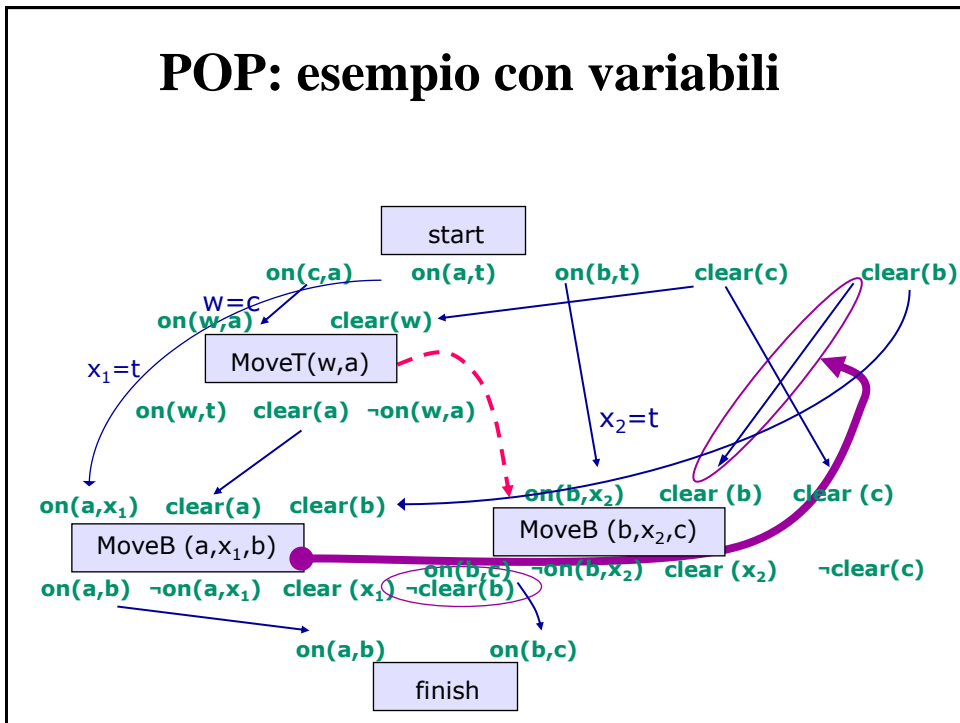 POP: esempio con variabili
start
on(c,a) on(a,t) on(b,t) clear(c) clear(b)
w=c
on(w,a) clear(w)
MoveT(w,a)
x₁=t
on(w,t) clear(a) ¬on(w,a)
x₂=t
on(a,x₁) clear(a) clear(b) on(b,x₂) clear (b) clear (c)
MoveB (a,x₁,b) MoveB (b,x₂,c)
on(a,b) ¬on(a,x₁) clear (x₁) ¬clear(b) on(b,c) ¬on(b,x₂) clear (x₂) ¬clear(c)
on(a,b) on(b,c)
finish